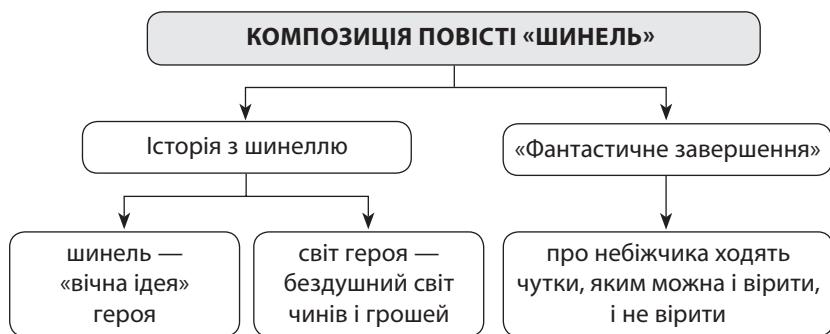 КОМПОЗИЦІЯ ПОВІСТІ «ШИНЕЛЬ»
Історія з шинеллю
«Фантастичне завершення»
шинель —
«вічна ідея»
героя
світ героя —
бездушний світ
чинів і грошей
про небіжчика ходять
чутки, яким можна і вірити,
і не вірити